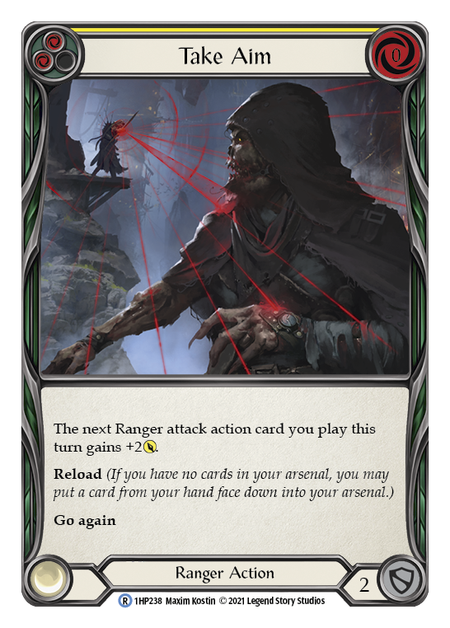 Take Aim
0
The next Ranger attack action card you play this
turn gains +2.
Reload (If you have no cards in your arsenal, you may
put a card from your hand face down into your arsenal.)
Go again
Ranger Action
2
R 1HP238 Maxim Kostin © 2021 Legend Story Studios